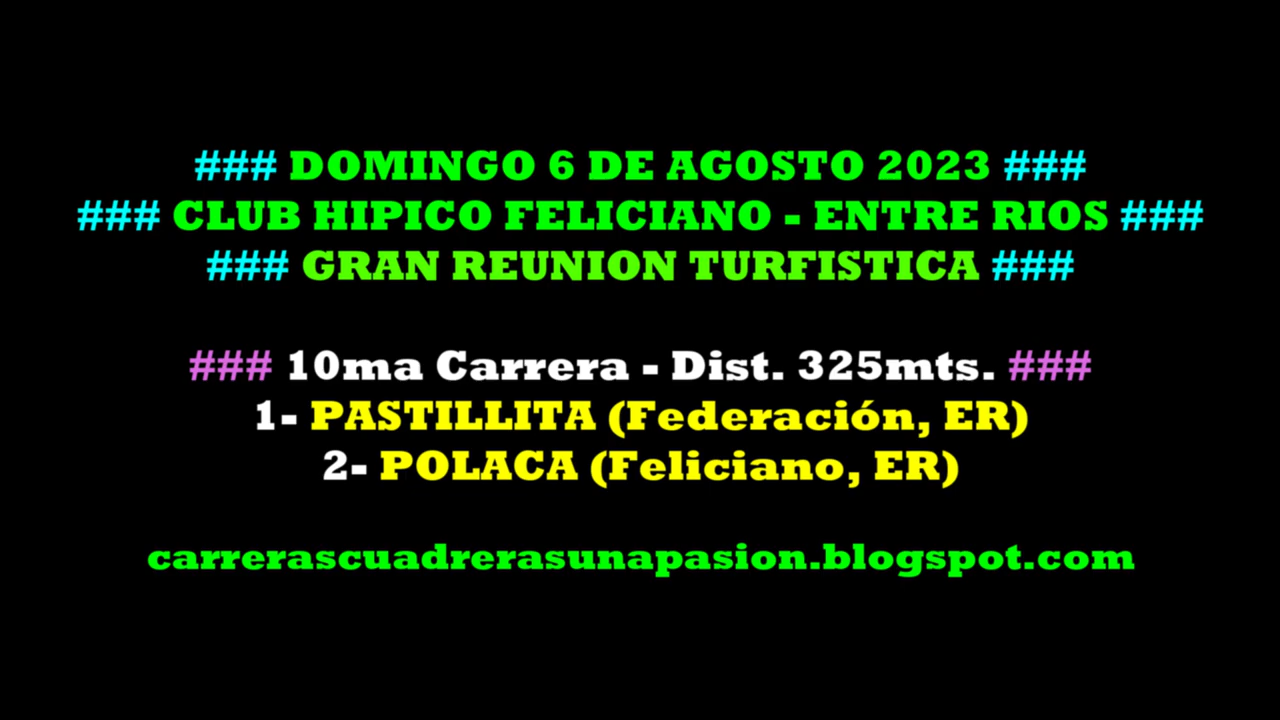 ### DOMINGO 6 DE AGOSTO 2023 ###
### CLUB HIPICO FELICIANO - ENTRE RIOS ###
### GRAN REUNION TURFISTICA ###
### 10ma Carrera - Dist. 325mts. ###
1- PASTILLITA (Federación, ER)
2- POLACA (Feliciano, ER)
carrerascuadrerasunapasion.blogspot.com